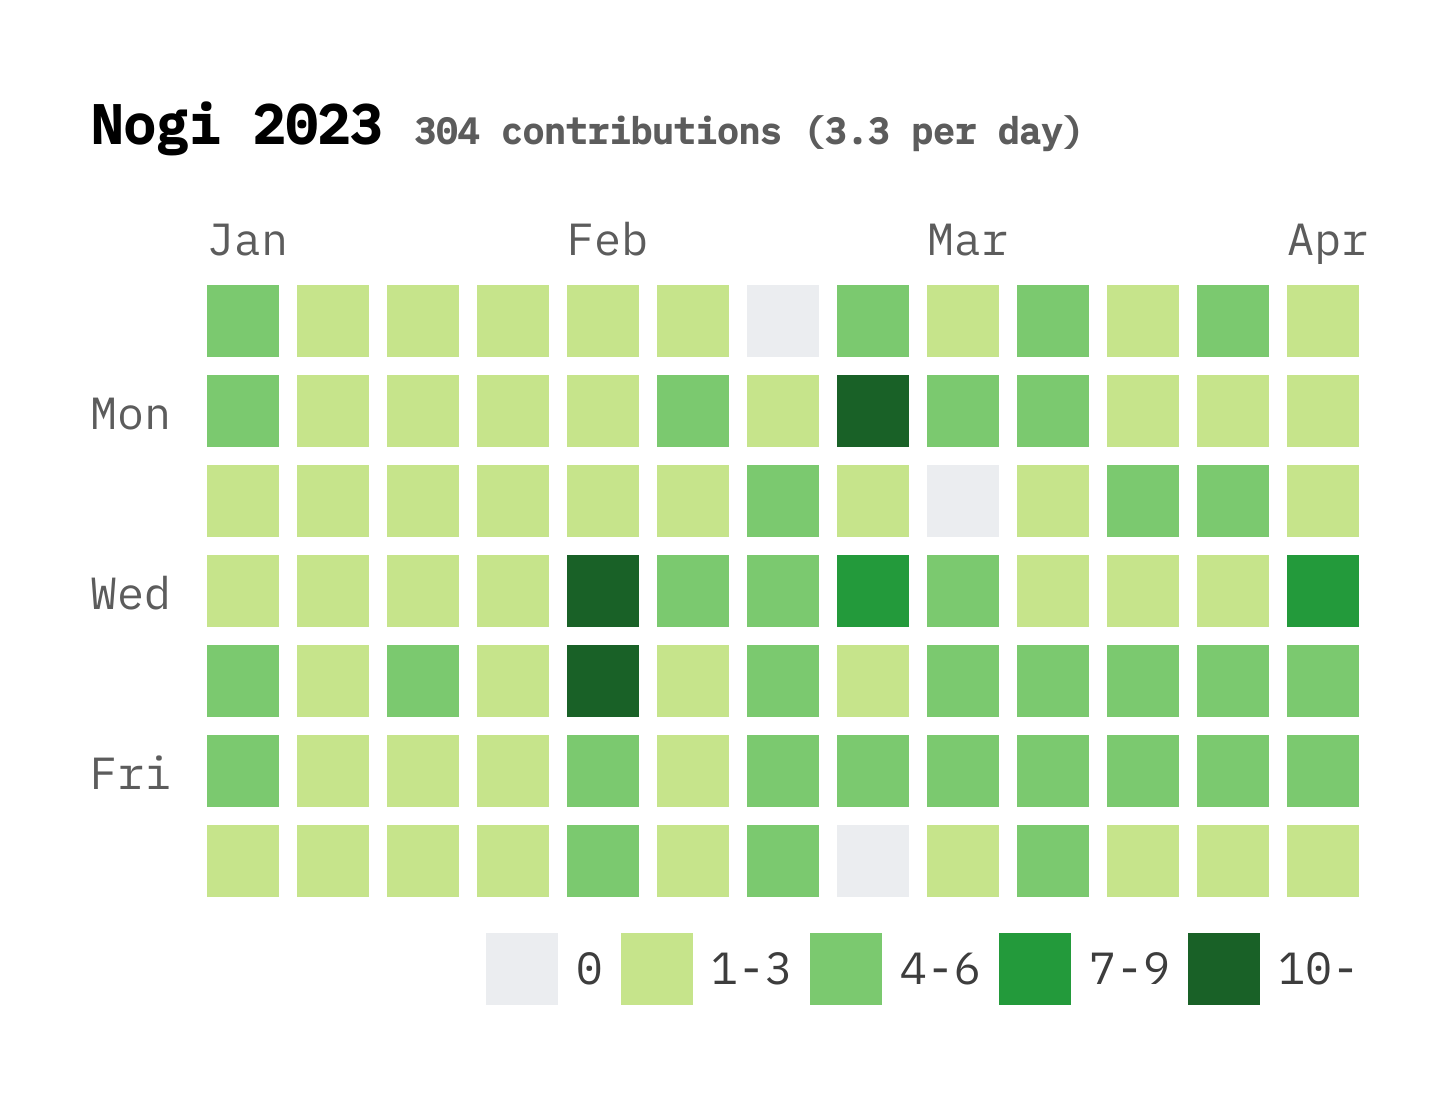 Nogi 2023 304 contributions (3.3 per day)
Jan Feb Mar Apr
Mon
Wed
Fri
0 1-3 4-6 7-9 10-